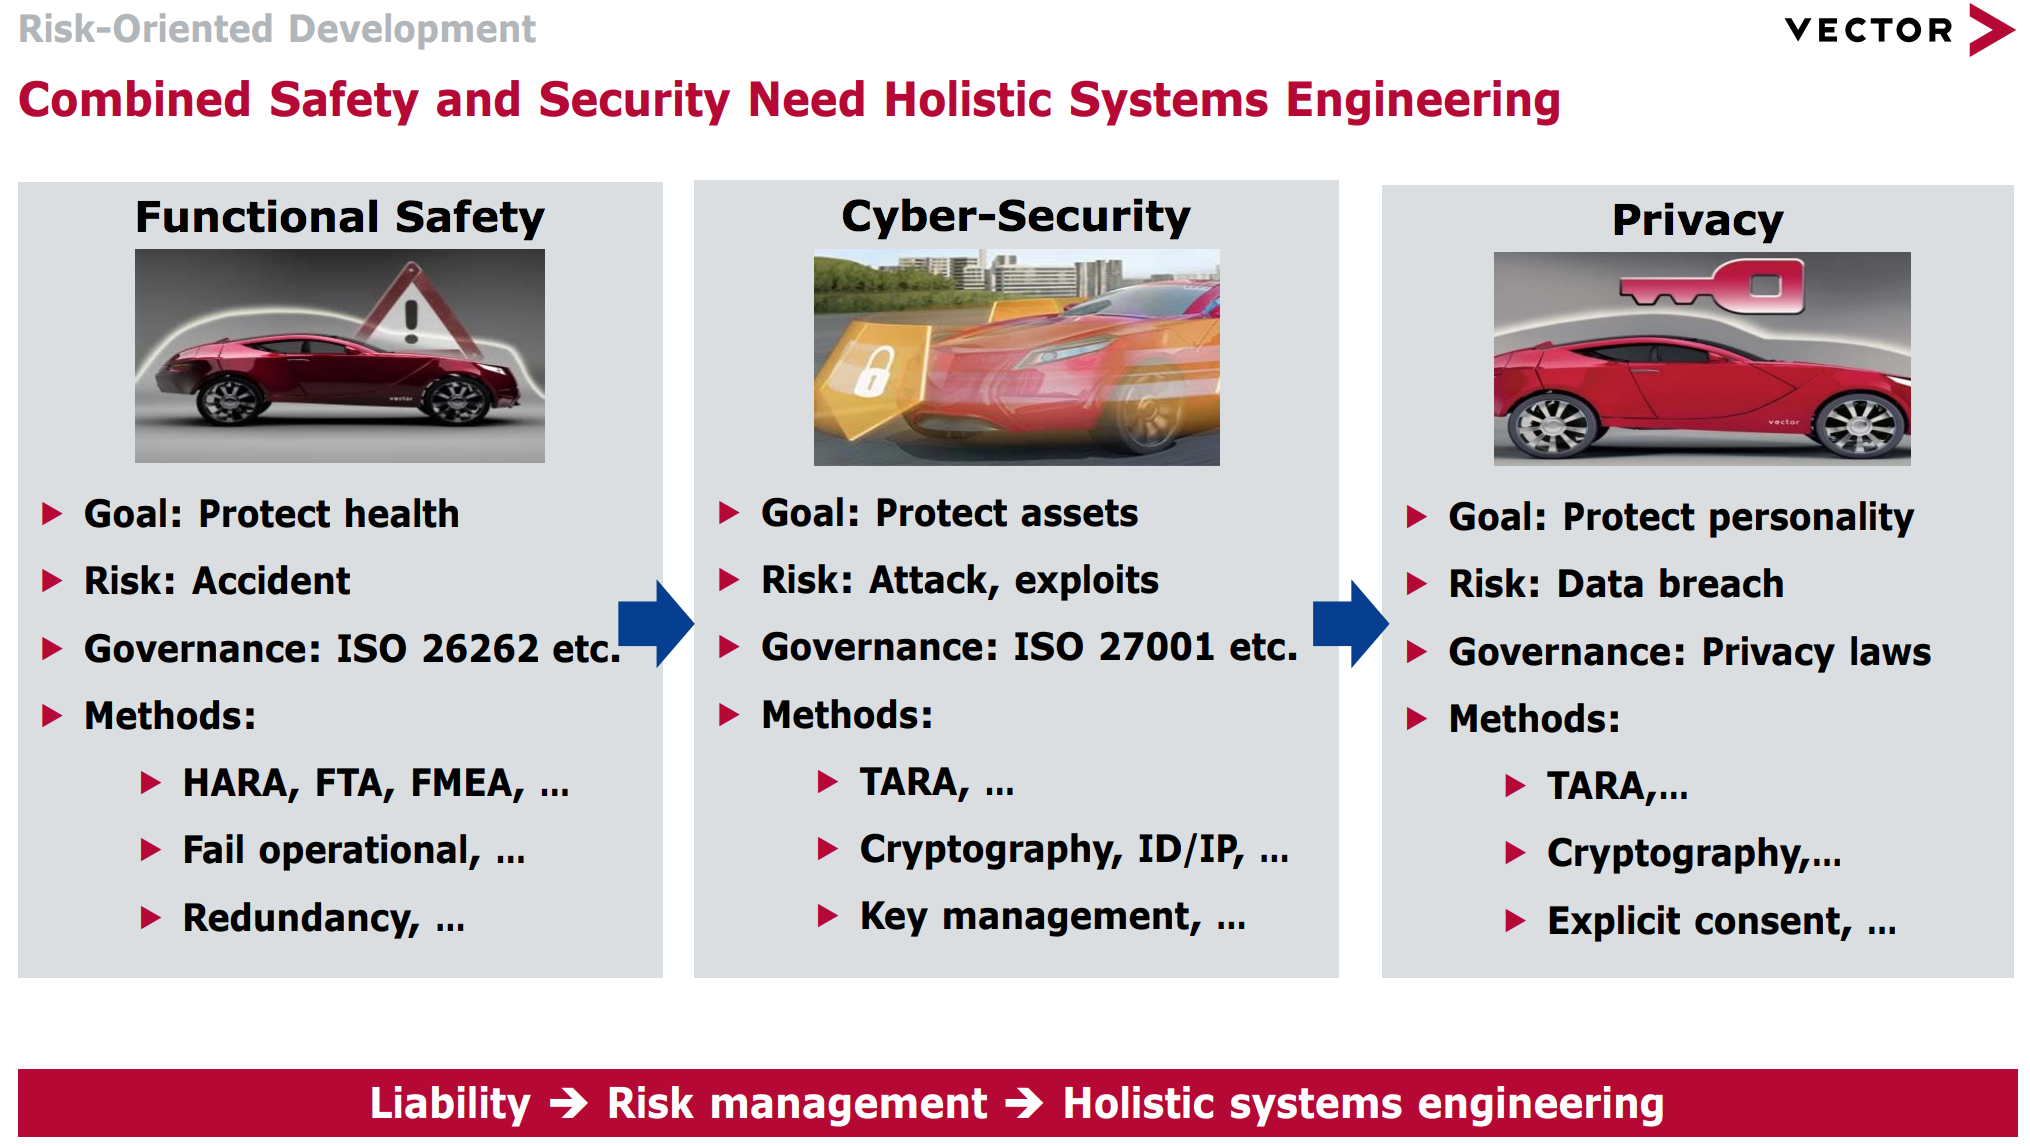 Risk-Oriented Development
VECTOR
Combined Safety and Security Need Holistic Systems Engineering
Functional Safety
vector
Goal: Protect health
Risk: Accident
Governance: ISO 26262 etc.
Methods:
HARA, FTA, FMEA, ...
Fail operational, ...
Redundancy, ...
Cyber-Security
Goal: Protect assets
Risk: Attack, exploits
Governance: ISO 27001 etc.
Methods:
TARA, ...
Cryptography, ID/IP, ...
Key management, ...
Privacy
vector
Goal: Protect personality
Risk: Data breach
Governance: Privacy laws
Methods:
TARA,...
Cryptography,...
Explicit consent, ...
Liability ➔ Risk management ➔ Holistic systems engineering